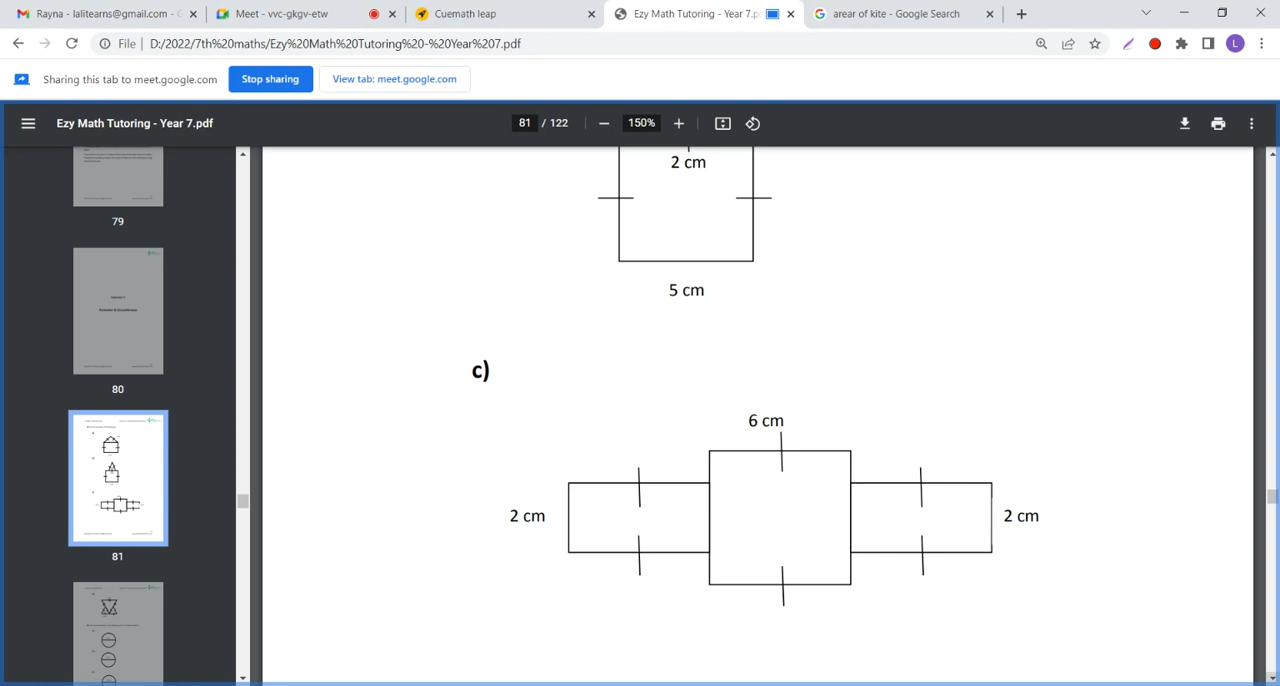 Rayna - lalitearns@gmail.com - G
Meet - vvc-gkgv-etw
Cuemath leap
Ezy Math Tutoring - Year 7.p
arear of kite - Google Search
File
D:/2022/7th%20maths/Ezy%20Math%20Tutoring%20-%20Year%207.pdf
L
Sharing this tab to meet.google.com
Stop sharing
View tab: meet.google.com
Ezy Math Tutoring - Year 7.pdf
81 / 122
150%
79
80
81
2 cm
5 cm
c)
6 cm
2 cm
2 cm